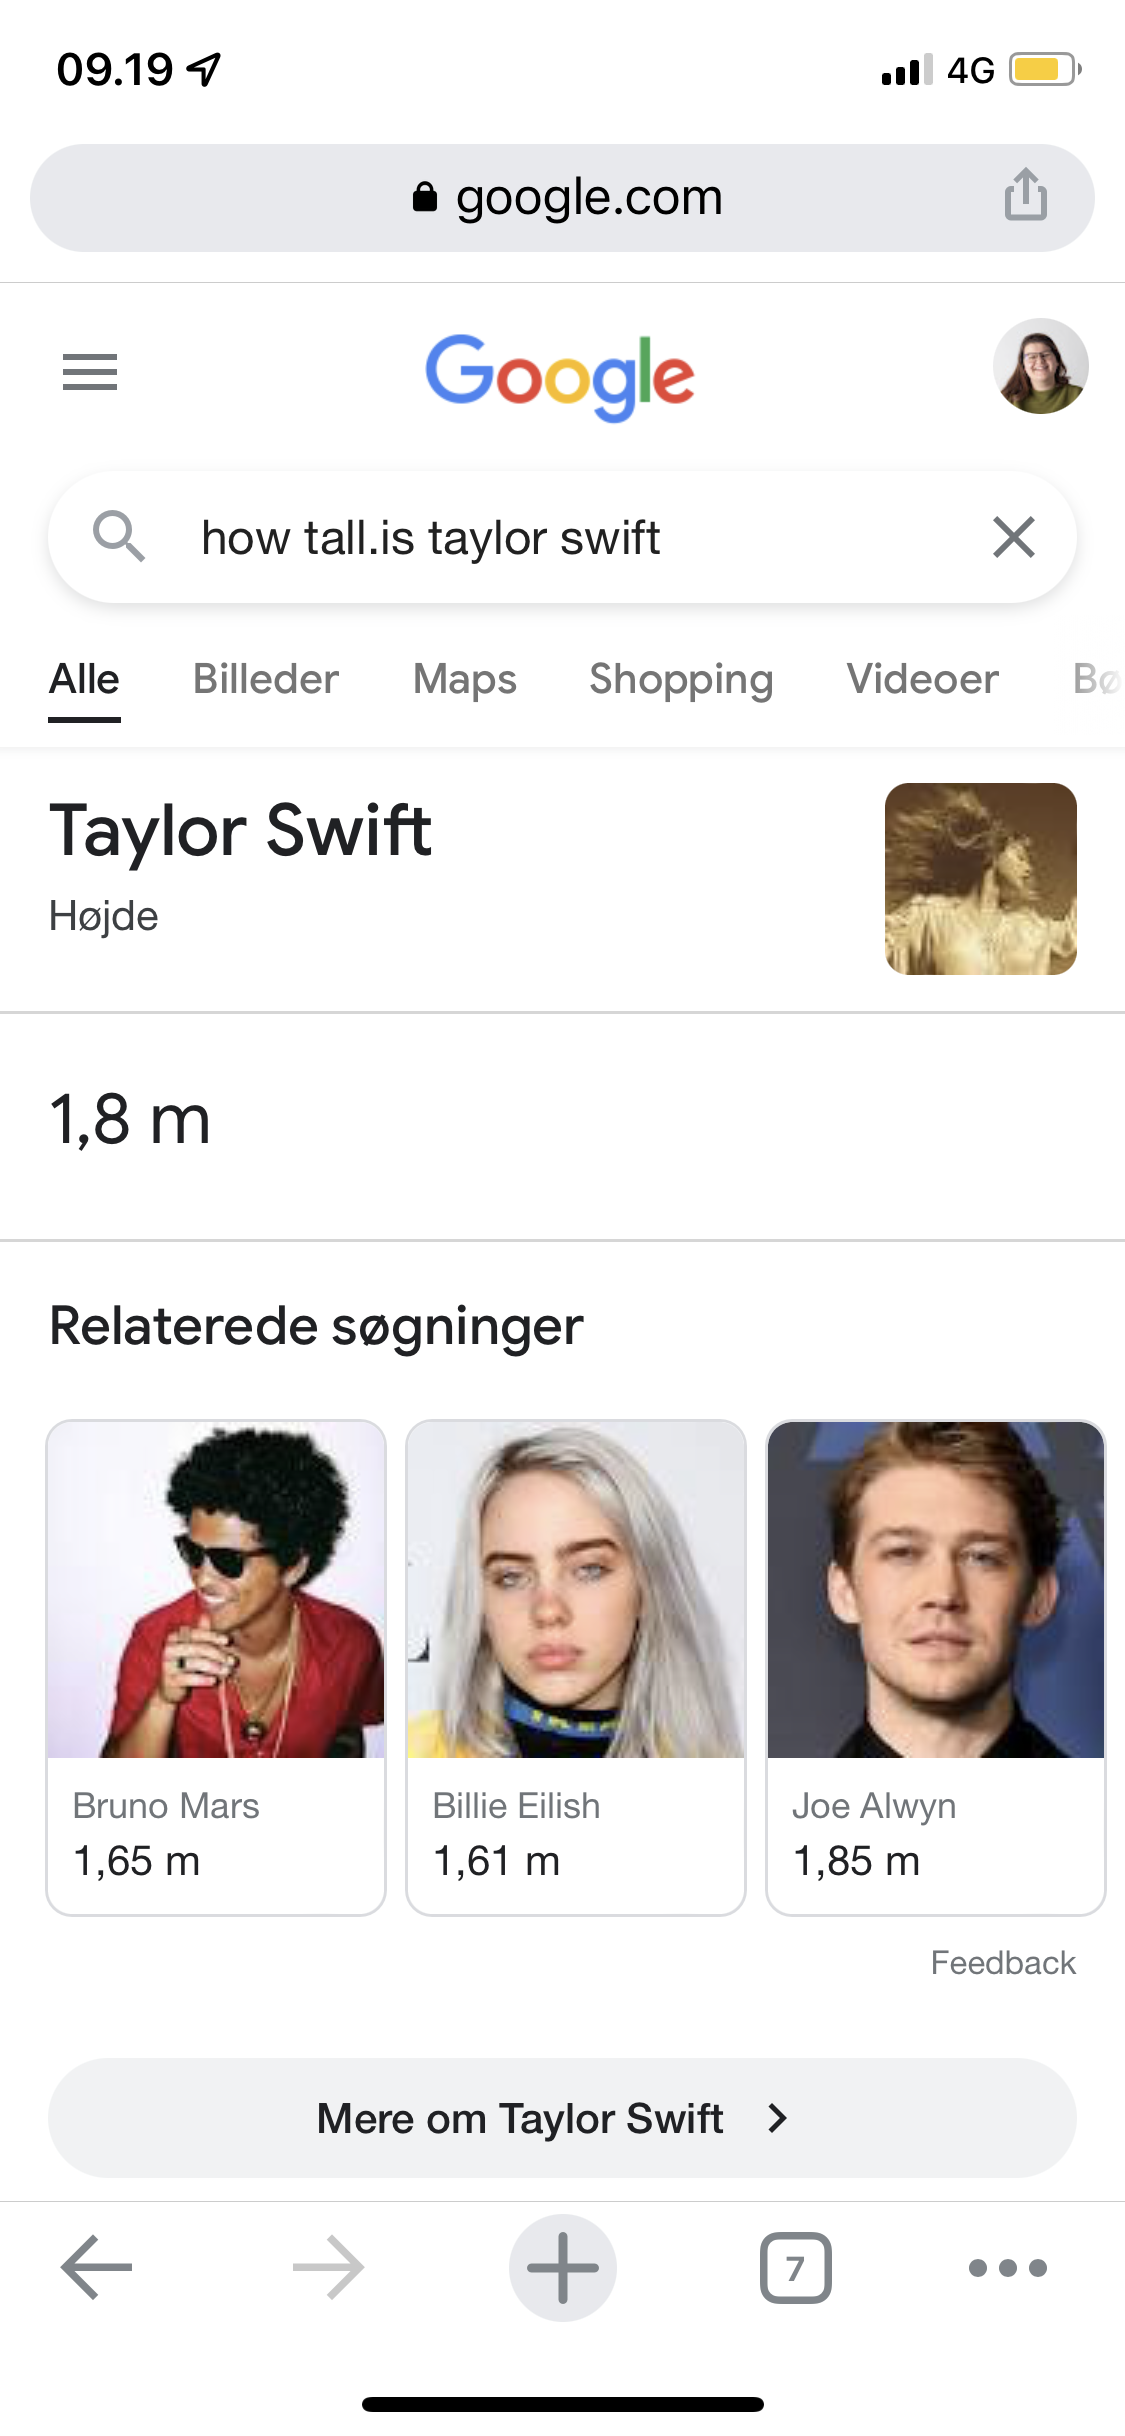 09.19
4G
google.com
Google
how tall.is taylor swift
Alle Billeder Maps Shopping Videoer Bø
Taylor Swift
Højde
1,8 m
Relaterede søgninger
Bruno Mars
1,65 m
Billie Eilish
1,61 m
Joe Alwyn
1,85 m
Feedback
Mere om Taylor Swift
7